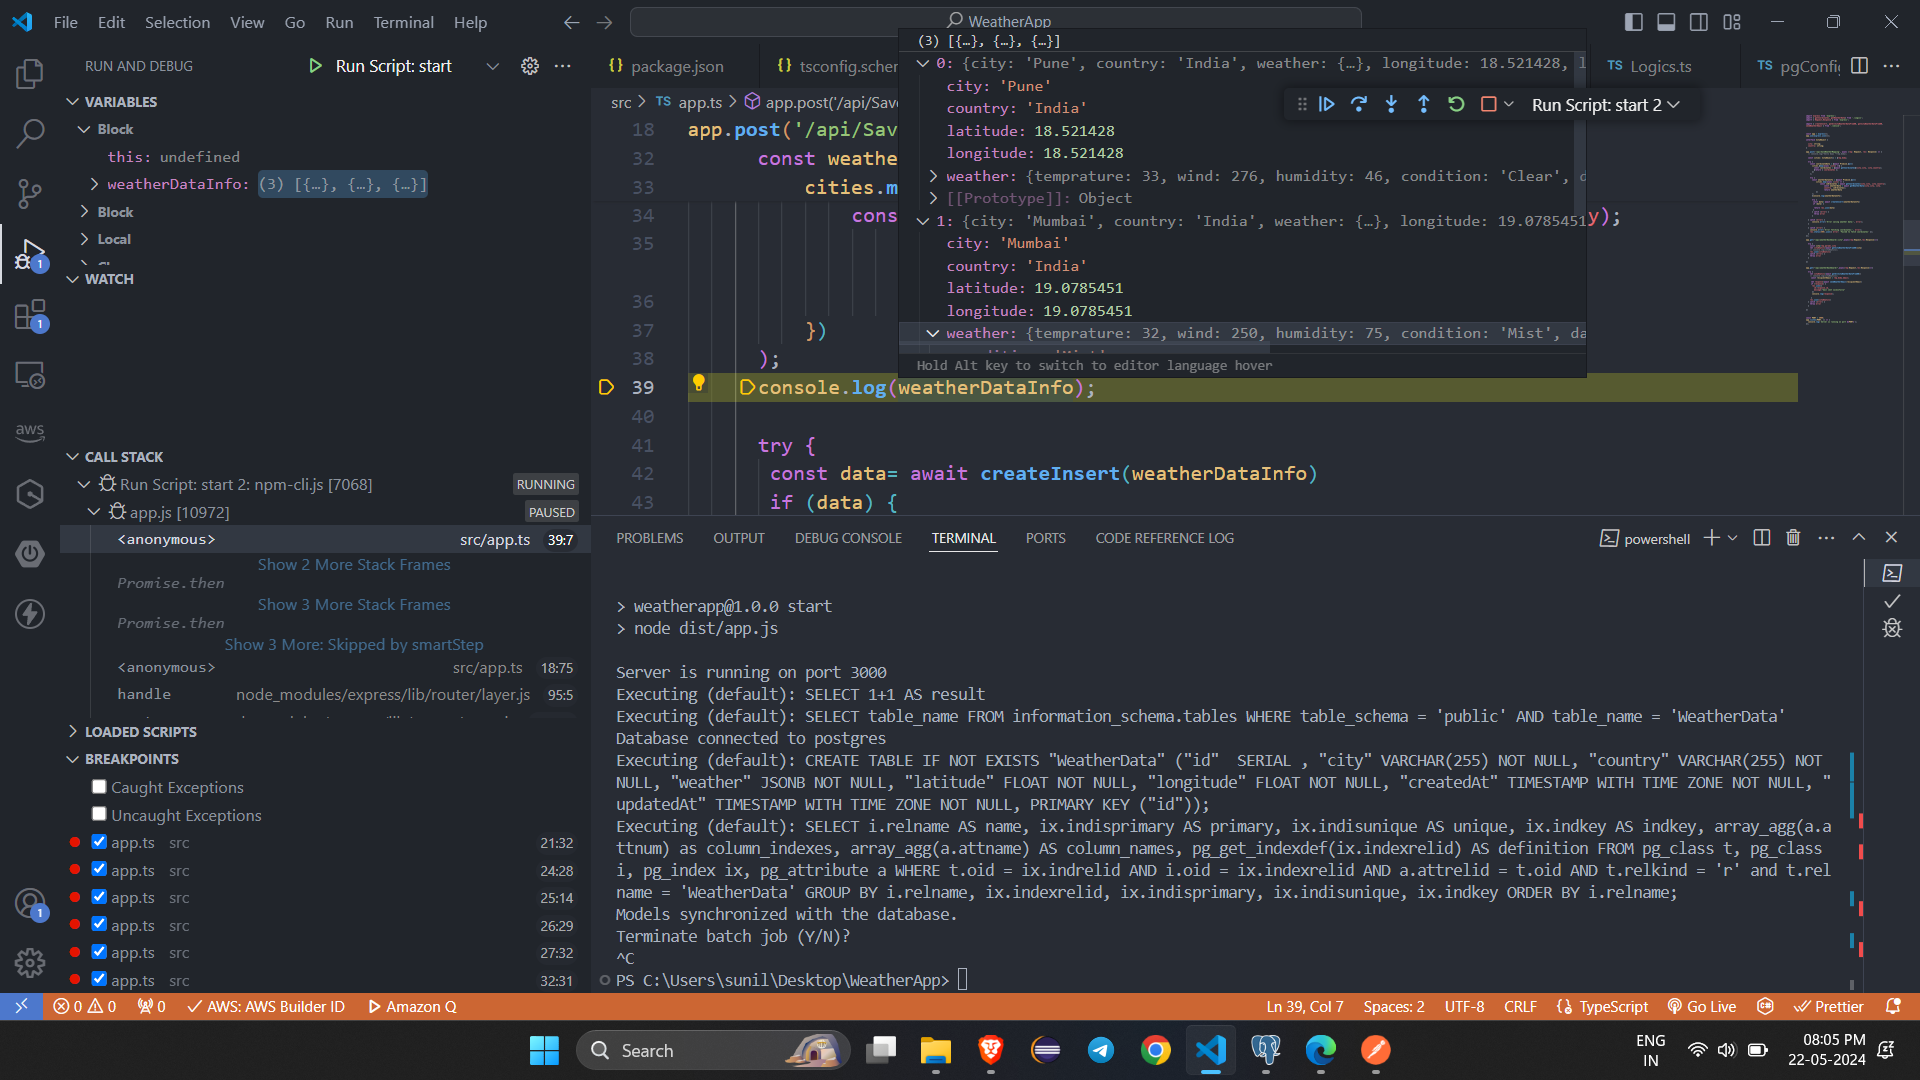 File Edit Selection View Go Run Terminal Help
WeatherApp
RUN AND DEBUG
Run Script: start
VARIABLES
Block
this: undefined
weatherDataInfo: (3) [{…}, {…}, {…}]
Block
Local
WATCH
CALL STACK
Run Script: start 2: npm-cli.js [7068] RUNNING
app.js [10972] PAUSED
<anonymous> src/app.ts 39:7
Show 2 More Stack Frames
Promise.then
Show 3 More Stack Frames
Promise.then
Show 3 More: Skipped by smartStep
<anonymous> src/app.ts 18:75
handle node_modules/express/lib/router/layer.js 95:5
LOADED SCRIPTS
BREAKPOINTS
Caught Exceptions
Uncaught Exceptions
app.ts src 21:32
app.ts src 24:28
app.ts src 25:14
app.ts src 26:29
app.ts src 27:32
app.ts src 32:31
1
1
aws
1
{} package.json
{} tsconfig.scher
TS Logics.ts
TS pgConfig
src > TS app.ts > app.post('/api/Save
Run Script: start 2
18 app.post('/api/Sav
32 const weathe
33 cities.m
34 cons
y);
35
36
37 })
38 );
39 console.log(weatherDataInfo);
40
41 try {
42 const data= await createInsert(weatherDataInfo)
43 if (data) {
(3) [{…}, {…}, {…}]
0: {city: 'Pune', country: 'India', weather: {…}, longitude: 18.521428, l
city: 'Pune'
country: 'India'
latitude: 18.521428
longitude: 18.521428
weather: {temprature: 33, wind: 276, humidity: 46, condition: 'Clear', d
[[Prototype]]: Object
1: {city: 'Mumbai', country: 'India', weather: {…}, longitude: 19.0785451
city: 'Mumbai'
country: 'India'
latitude: 19.0785451
longitude: 19.0785451
weather: {temprature: 32, wind: 250, humidity: 75, condition: 'Mist', da
Hold Alt key to switch to editor language hover
PROBLEMS OUTPUT DEBUG CONSOLE TERMINAL PORTS CODE REFERENCE LOG
powershell
> weatherapp@1.0.0 start
> node dist/app.js
Server is running on port 3000
Executing (default): SELECT 1+1 AS result
Executing (default): SELECT table_name FROM information_schema.tables WHERE table_schema = 'public' AND table_name = 'WeatherData'
Database connected to postgres
Executing (default): CREATE TABLE IF NOT EXISTS "WeatherData" ("id" SERIAL , "city" VARCHAR(255) NOT NULL, "country" VARCHAR(255) NOT
NULL, "weather" JSONB NOT NULL, "latitude" FLOAT NOT NULL, "longitude" FLOAT NOT NULL, "createdAt" TIMESTAMP WITH TIME ZONE NOT NULL, "
updatedAt" TIMESTAMP WITH TIME ZONE NOT NULL, PRIMARY KEY ("id"));
Executing (default): SELECT i.relname AS name, ix.indisprimary AS primary, ix.indisunique AS unique, ix.indkey AS indkey, array_agg(a.a
ttnum) as column_indexes, array_agg(a.attname) AS column_names, pg_get_indexdef(ix.indexrelid) AS definition FROM pg_class t, pg_class
i, pg_index ix, pg_attribute a WHERE t.oid = ix.indrelid AND i.oid = ix.indexrelid AND a.attrelid = t.oid AND t.relkind = 'r' and t.rel
name = 'WeatherData' GROUP BY i.relname, ix.indexrelid, ix.indisprimary, ix.indisunique, ix.indkey ORDER BY i.relname;
Models synchronized with the database.
Terminate batch job (Y/N)?
^C
PS C:\Users\sunil\Desktop\WeatherApp>
0 0 0 AWS: AWS Builder ID Amazon Q
Ln 39, Col 7 Spaces: 2 UTF-8 CRLF {} TypeScript Go Live Prettier
Search
ENG
IN
08:05 PM
22-05-2024